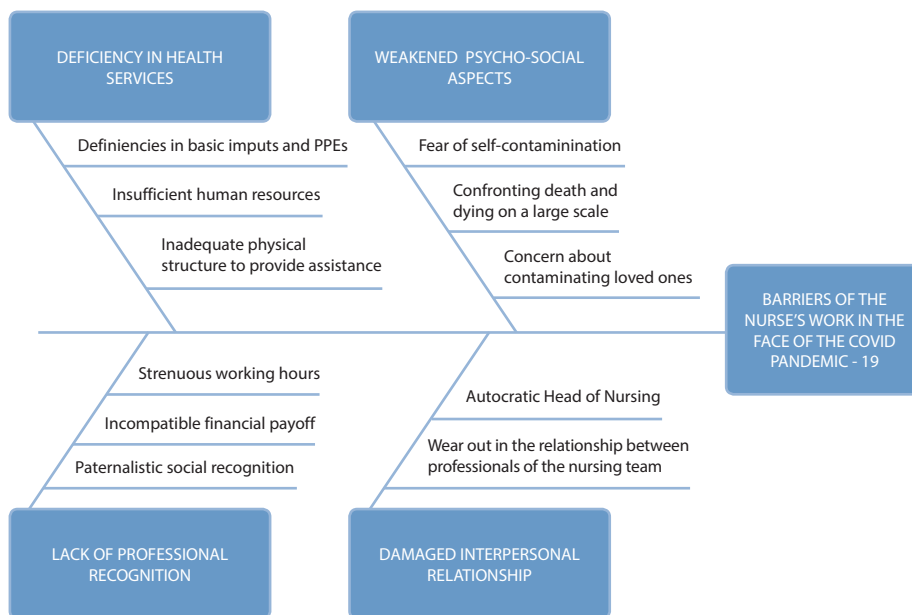 DEFICIENCY IN HEALTH
SERVICES
Definiencies in basic imputs and PPEs
Insufficient human resources
Inadequate physical
structure to provide assistance
WEAKENED PSYCHO-SOCIAL
ASPECTS
Fear of self-contaminination
Confronting death and
dying on a large scale
Concern about
contaminating loved ones
BARRIERS OF THE
NURSE'S WORK IN THE
FACE OF THE COVID
PANDEMIC - 19
Strenuous working hours
Incompatible financial payoff
Paternalistic social recognition
LACK OF PROFESSIONAL
RECOGNITION
Autocratic Head of Nursing
Wear out in the relationship between
professionals of the nursing team
DAMAGED INTERPERSONAL
RELATIONSHIP